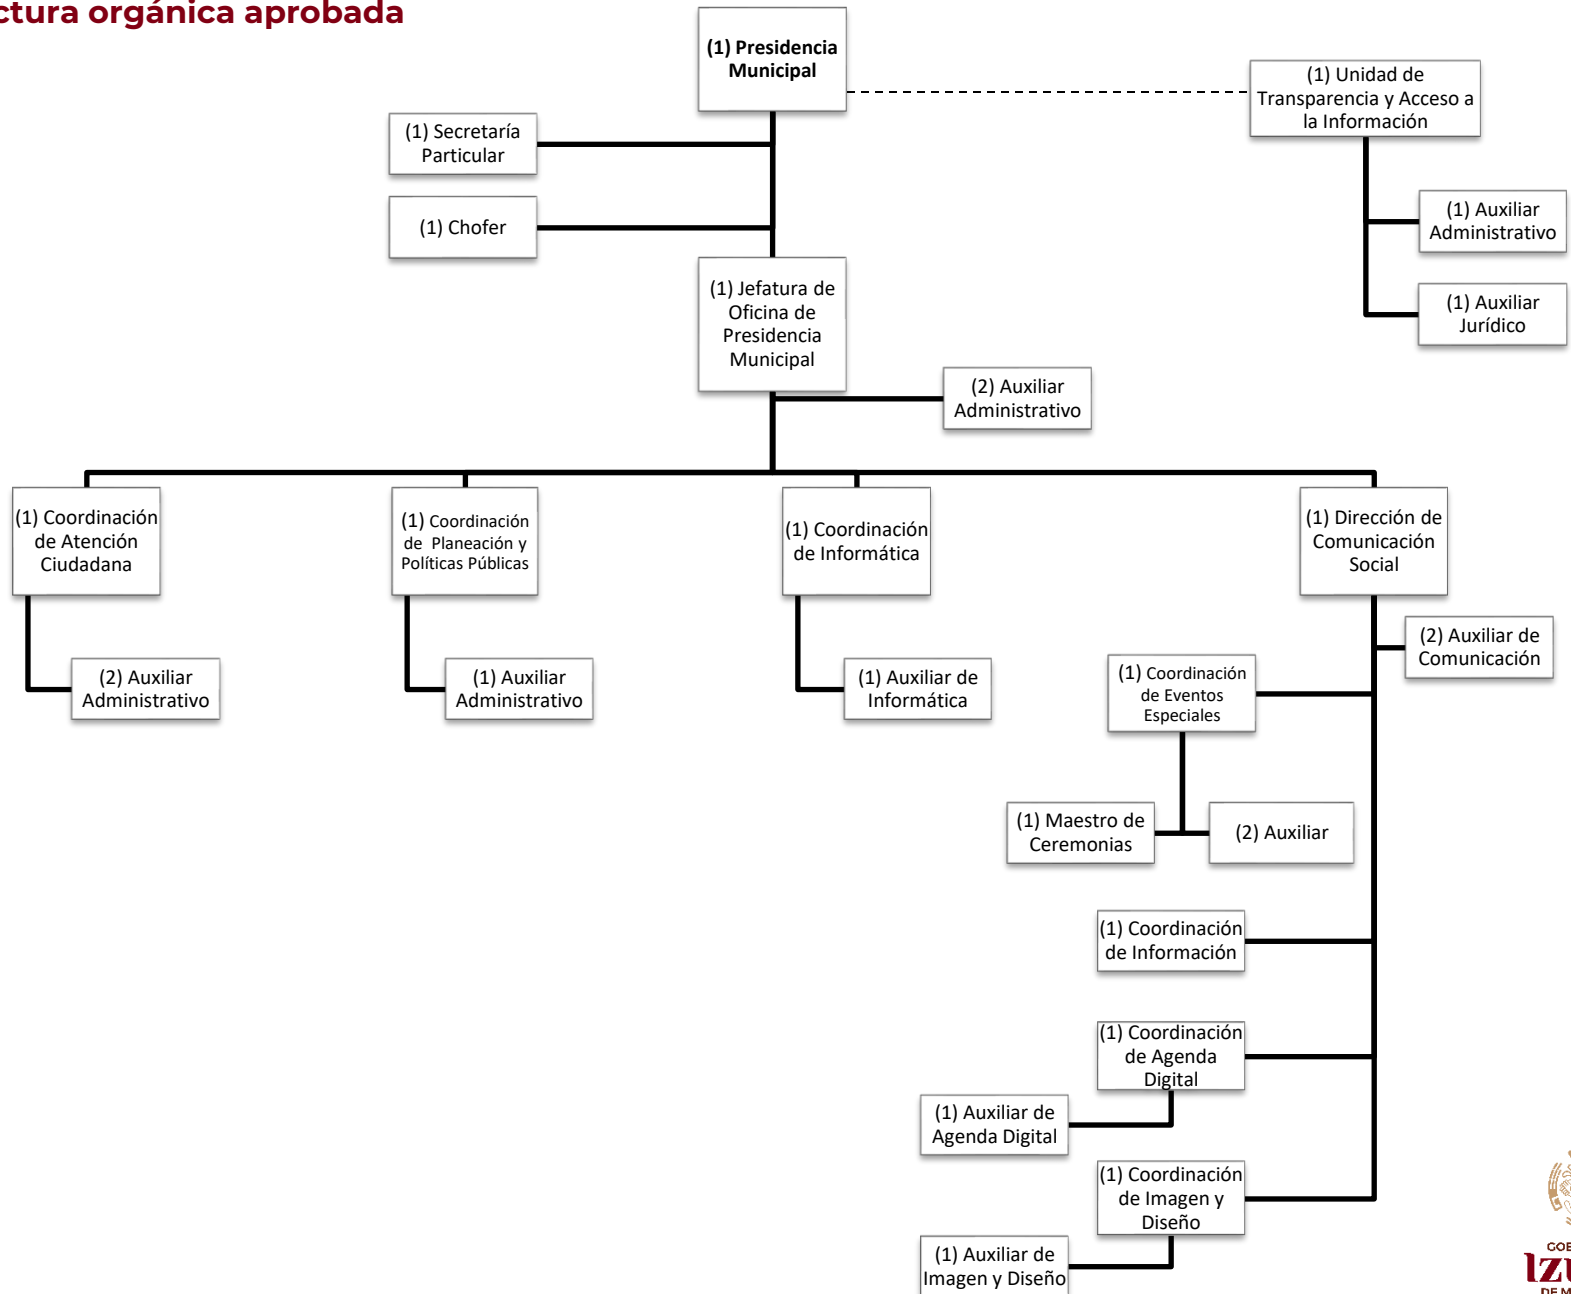 ctura orgánica aprobada
(1) Presidencia
Municipal
(1) Unidad de
Transparencia y Acceso a
la Información
(1) Secretaría
Particular
(1) Chofer
(1) Auxiliar
Administrativo
(1) Auxiliar
Jurídico
(1) Jefatura de
Oficina de
Presidencia
Municipal
(2) Auxiliar
Administrativo
(1) Coordinación
de Atención
Ciudadana
(1) Coordinación
de Planeación y
Políticas Públicas
(1) Coordinación
de Informática
(1) Dirección de
Comunicación
Social
(2) Auxiliar de
Comunicación
(2) Auxiliar
Administrativo
(1) Auxiliar
Administrativo
(1) Auxiliar de
Informática
(1) Coordinación
de Eventos
Especiales
(1) Maestro de
Ceremonias
(2) Auxiliar
(1) Coordinación
de Información
(1) Coordinación
de Agenda
Digital
(1) Auxiliar de
Agenda Digital
(1) Coordinación
de Imagen y
Diseño
(1) Auxiliar de
Imagen y Diseño